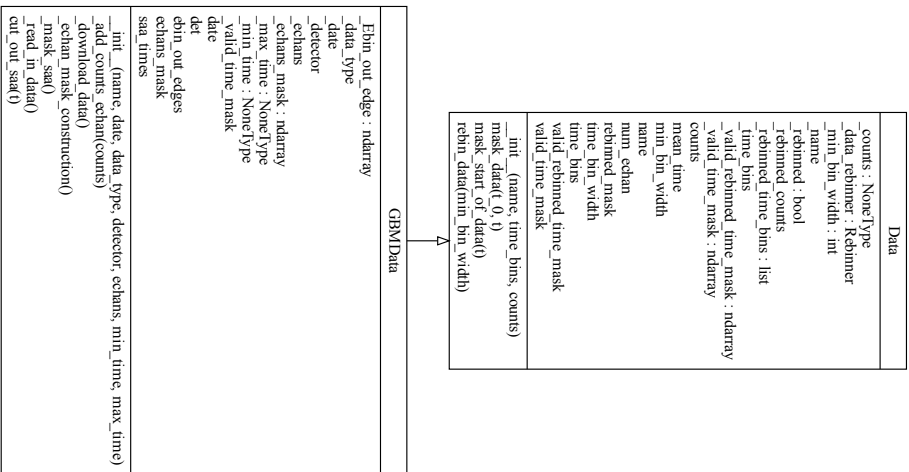 Data
_counts : NoneType
_data_rebinner : Rebinner
_min_bin_width : int
_name
_rebinned : bool
_rebinned_counts
_rebinned_time_bins : list
_time_bins
_valid_rebinned_time_mask : ndarray
_valid_time_mask : ndarray
counts
mean_time
min_bin_width
name
num_echan
rebinned_mask
time_bin_width
time_bins
valid_rebinned_time_mask
valid_time_mask
__init__(name, time_bins, counts)
mask_data(t_0, t)
mask_start_of_data(t)
rebin_data(min_bin_width)
GBMData
_Ebin_out_edge : ndarray
_data_type
_date
_detector
_echans
_echans_mask : ndarray
_max_time : NoneType
_min_time : NoneType
_valid_time_mask
date
det
ebin_out_edges
echans_mask
saa_times
__init__(name, date, data_type, detector, echans, min_time, max_time)
_add_counts_echan(counts)
_download_data()
_echan_mask_construction()
_mask_saa()
_read_in_data()
cut_out_saa(t)